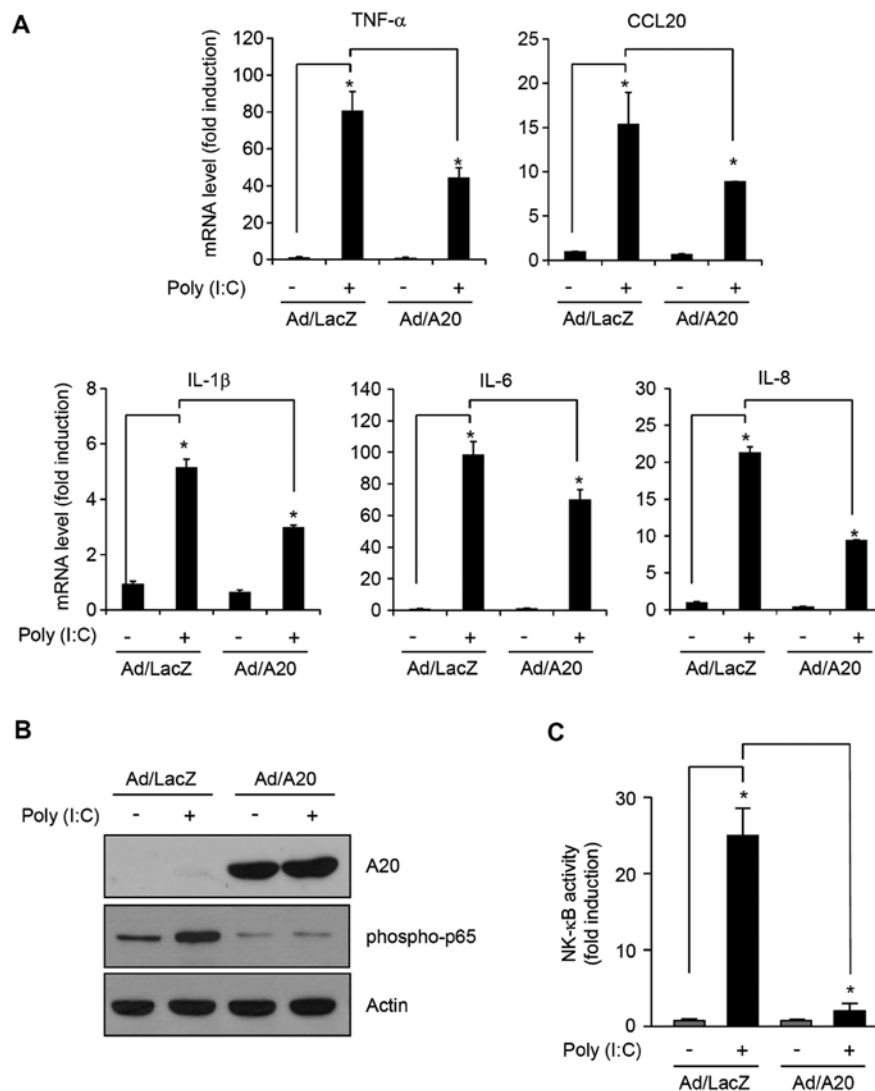 A
TNF-α
CCL20
mRNA level (fold induction)
120
100
80
60
40
20
0
*
*
25
20
15
10
5
0
*
*
Poly (I:C)
- + - +
- + - +
Ad/LacZ Ad/A20
Ad/LacZ Ad/A20
IL-1β
IL-6
IL-8
mRNA level (fold induction)
8
6
4
2
0
*
*
140
120
100
80
60
40
20
0
*
*
30
25
20
15
10
5
0
*
*
Poly (I:C)
- + - +
- + - +
- + - +
Ad/LacZ Ad/A20
Ad/LacZ Ad/A20
Ad/LacZ Ad/A20
B
Ad/LacZ Ad/A20
Poly (I:C) - + - +
A20
phospho-p65
Actin
C
NK-κB activity
(fold induction)
30
20
10
0
*
*
Poly (I:C) - + - +
Ad/LacZ Ad/A20